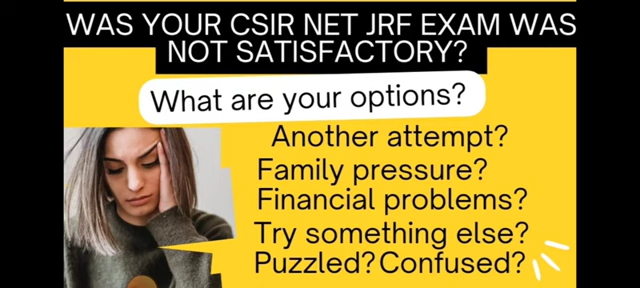 WAS YOUR CSIR NET JRF EXAM WAS
NOT SATISFACTORY?
What are your options?
Another attempt?
Family pressure?
Financial problems?
Try something else?
Puzzled? Confused?